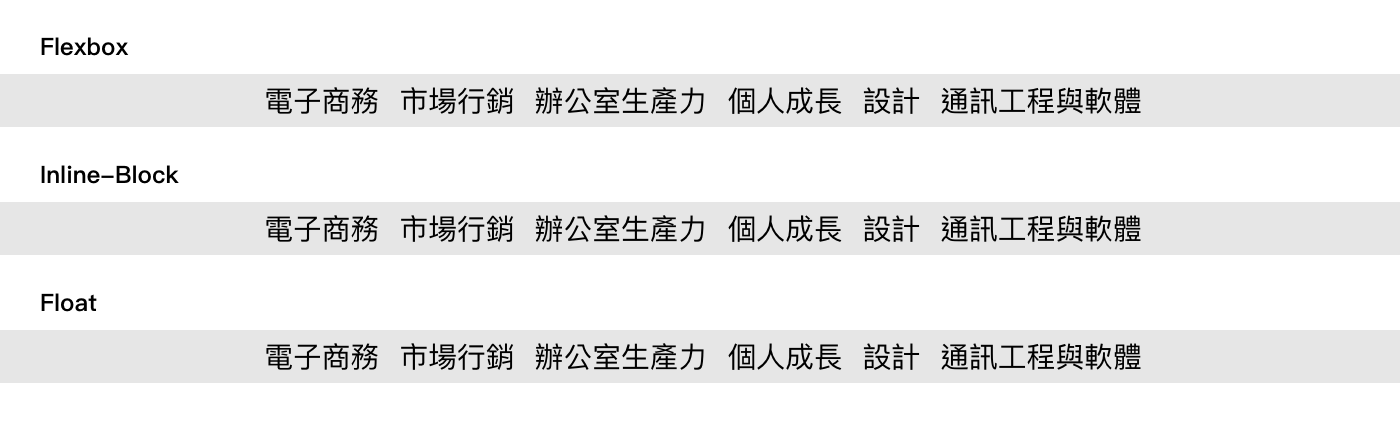 Flexbox
電子商務 市場行銷 辦公室生產力 個人成長 設計 通訊工程與軟體
Inline-Block
電子商務 市場行銷 辦公室生產力 個人成長 設計 通訊工程與軟體
Float
電子商務 市場行銷 辦公室生產力 個人成長 設計 通訊工程與軟體